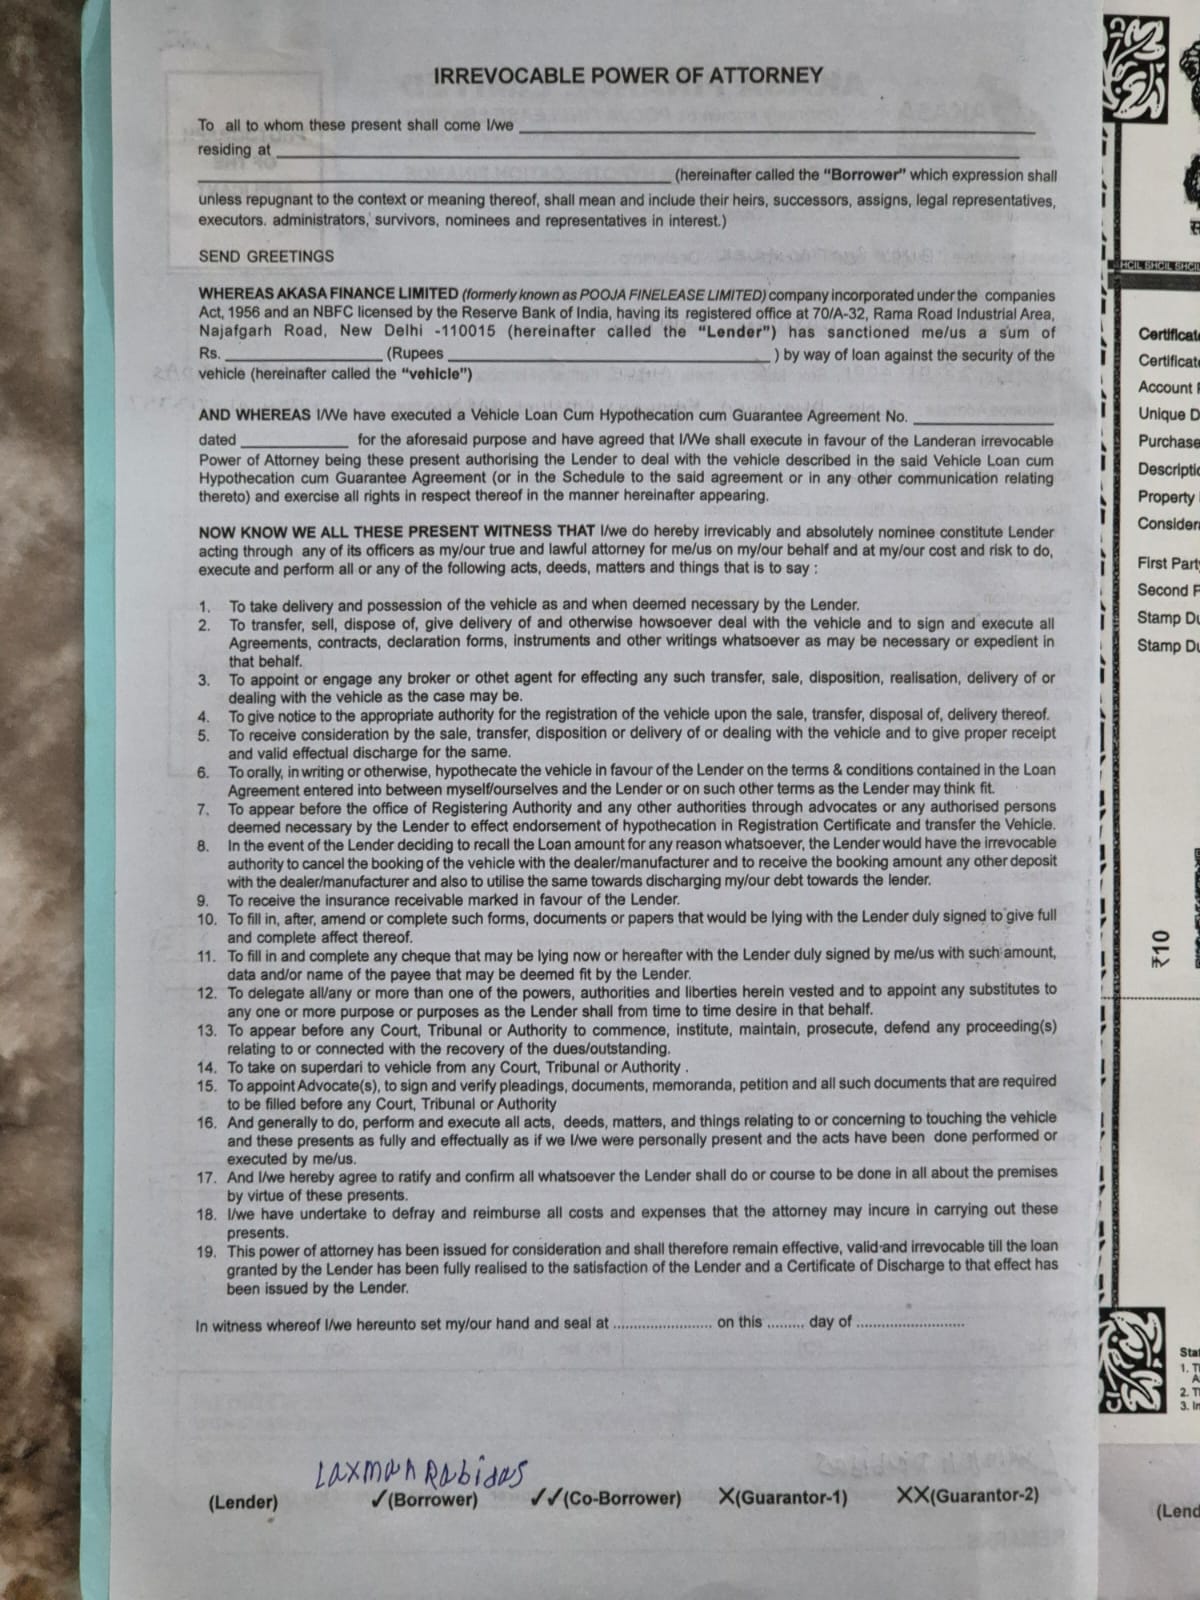 IRREVOCABLE POWER OF ATTORNEY
To all to whom these present shall come I/we
residing at
(hereinafter called the "Borrower" which expression shall
unless repugnant to the context or meaning thereof, shall mean and include their heirs, successors, assigns, legal representatives,
executors. administrators, survivors, nominees and representatives in interest.)
SEND GREETINGS
WHEREAS AKASA FINANCE LIMITED (formerly known as POOJA FINELEASE LIMITED) company incorporated under the companies
Act, 1956 and an NBFC licensed by the Reserve Bank of India, having its registered office at 70/A-32, Rama Road Industrial Area,
Najafgarh Road, New Delhi -110015 (hereinafter called the "Lender") has sanctioned me/us a sum of
Rs. (Rupees ) by way of loan against the security of the
vehicle (hereinafter called the "vehicle")
AND WHEREAS I/We have executed a Vehicle Loan Cum Hypothecation cum Guarantee Agreement No.
dated for the aforesaid purpose and have agreed that I/We shall execute in favour of the Landeran irrevocable
Power of Attorney being these present authorising the Lender to deal with the vehicle described in the said Vehicle Loan cum
Hypothecation cum Guarantee Agreement (or in the Schedule to the said agreement or in any other communication relating
thereto) and exercise all rights in respect thereof in the manner hereinafter appearing.
NOW KNOW WE ALL THESE PRESENT WITNESS THAT I/we do hereby irrevicably and absolutely nominee constitute Lender
acting through any of its officers as my/our true and lawful attorney for me/us on my/our behalf and at my/our cost and risk to do,
execute and perform all or any of the following acts, deeds, matters and things that is to say :
1. To take delivery and possession of the vehicle as and when deemed necessary by the Lender.
2. To transfer, sell, dispose of, give delivery of and otherwise howsoever deal with the vehicle and to sign and execute all
Agreements, contracts, declaration forms, instruments and other writings whatsoever as may be necessary or expedient in
that behalf.
3. To appoint or engage any broker or othet agent for effecting any such transfer, sale, disposition, realisation, delivery of or
dealing with the vehicle as the case may be.
4. To give notice to the appropriate authority for the registration of the vehicle upon the sale, transfer, disposal of, delivery thereof.
5. To receive consideration by the sale, transfer, disposition or delivery of or dealing with the vehicle and to give proper receipt
and valid effectual discharge for the same.
6. To orally, in writing or otherwise, hypothecate the vehicle in favour of the Lender on the terms & conditions contained in the Loan
Agreement entered into between myself/ourselves and the Lender or on such other terms as the Lender may think fit.
7. To appear before the office of Registering Authority and any other authorities through advocates or any authorised persons
deemed necessary by the Lender to effect endorsement of hypothecation in Registration Certificate and transfer the Vehicle.
8. In the event of the Lender deciding to recall the Loan amount for any reason whatsoever, the Lender would have the irrevocable
authority to cancel the booking of the vehicle with the dealer/manufacturer and to receive the booking amount any other deposit
with the dealer/manufacturer and also to utilise the same towards discharging my/our debt towards the lender.
9. To receive the insurance receivable marked in favour of the Lender.
10. To fill in, after, amend or complete such forms, documents or papers that would be lying with the Lender duly signed to give full
and complete affect thereof.
11. To fill in and complete any cheque that may be lying now or hereafter with the Lender duly signed by me/us with such amount,
data and/or name of the payee that may be deemed fit by the Lender.
12. To delegate all/any or more than one of the powers, authorities and liberties herein vested and to appoint any substitutes to
any one or more purpose or purposes as the Lender shall from time to time desire in that behalf.
13. To appear before any Court, Tribunal or Authority to commence, institute, maintain, prosecute, defend any proceeding(s)
relating to or connected with the recovery of the dues/outstanding.
14. To take on superdari to vehicle from any Court, Tribunal or Authority .
15. To appoint Advocate(s), to sign and verify pleadings, documents, memoranda, petition and all such documents that are required
to be filled before any Court, Tribunal or Authority
16. And generally to do, perform and execute all acts, deeds, matters, and things relating to or concerning to touching the vehicle
and these presents as fully and effectually as if we I/we were personally present and the acts have been done performed or
executed by me/us.
17. And I/we hereby agree to ratify and confirm all whatsoever the Lender shall do or course to be done in all about the premises
by virtue of these presents.
18. I/we have undertake to defray and reimburse all costs and expenses that the attorney may incure in carrying out these
presents.
19. This power of attorney has been issued for consideration and shall therefore remain effective, valid and irrevocable till the loan
granted by the Lender has been fully realised to the satisfaction of the Lender and a Certificate of Discharge to that effect has
been issued by the Lender.
In witness whereof I/we hereunto set my/our hand and seal at ........................ on this ......... day of ..........................
Laxman Rabidas
(Lender) ✓(Borrower) ✓✓(Co-Borrower) X(Guarantor-1) XX(Guarantor-2)
SHCIL SHCIL
Account
Unique
Purchase
Property
First
Second
Stamp
Stamp
₹10
1.
2.
3.